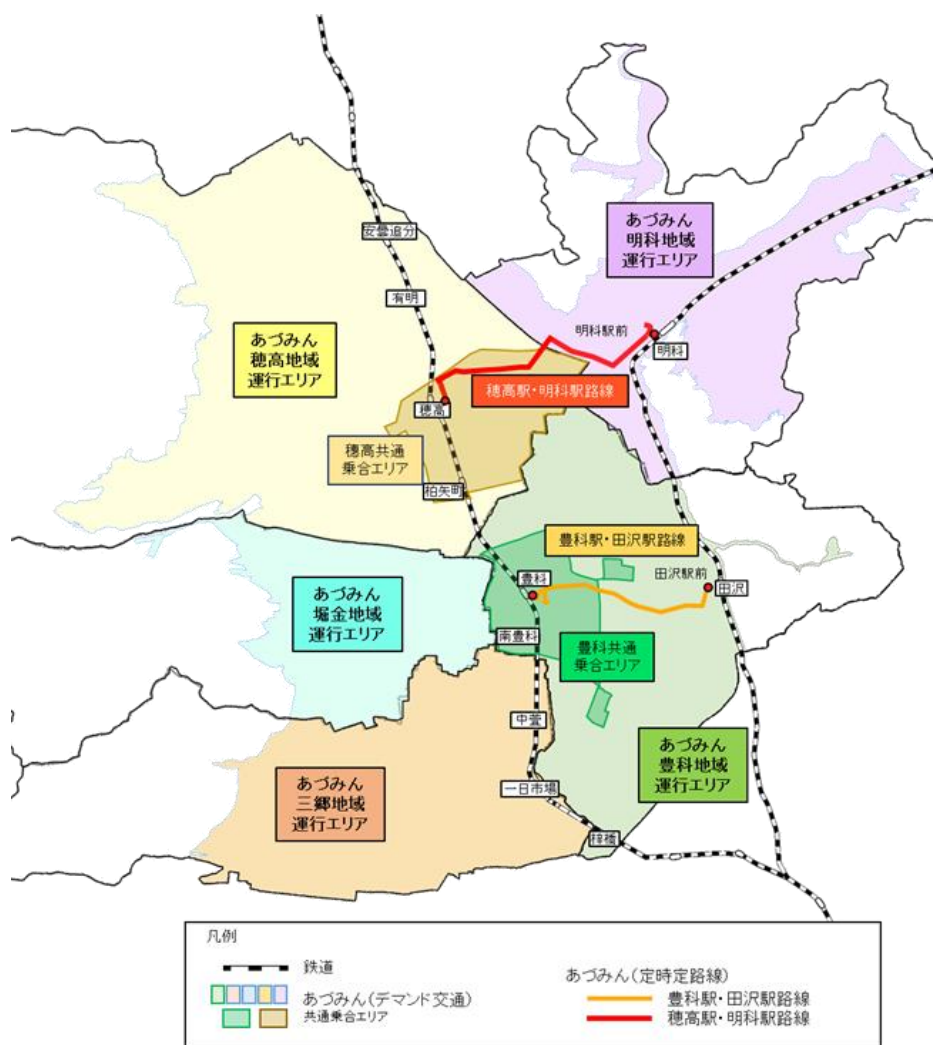 あづみん
明科地域
運行エリア
安曇追分
有明
明科駅前
明科
あづみん
穂高地域
運行エリア
穂高駅・明科駅路線
穂高
穂高共通
乗合エリア
柏矢町
豊科駅・田沢駅路線
田沢駅前
田沢
豊科
あづみん
堀金地域
運行エリア
南豊科
豊科共通
乗合エリア
中萱
あづみん
豊科地域
運行エリア
あづみん
三郷地域
運行エリア
一日市場
梓橋
凡例
鉄道
あづみん(デマンド交通)
共通乗合エリア
あづみん(定時定路線)
豊科駅・田沢駅路線
穂高駅・明科駅路線